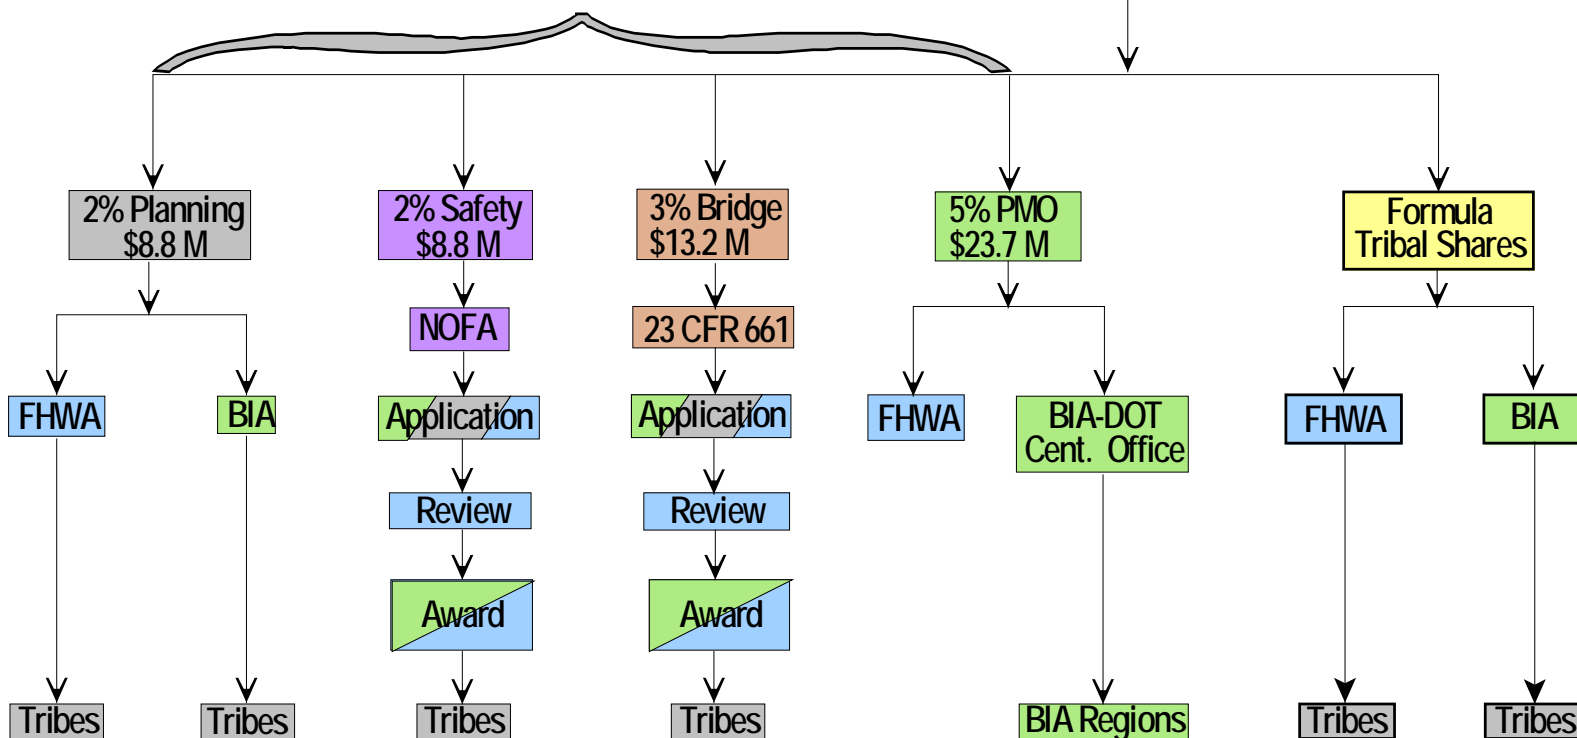 2% Planning
$8.8 M
2% Safety
$8.8 M
3% Bridge
$13.2 M
5% PMO
$23.7 M
Formula
Tribal Shares
NOFA
23 CFR 661
FHWA
BIA
Application
Application
FHWA
BIA-DOT
Cent. Office
FHWA
BIA
Review
Review
Award
Award
Tribes
Tribes
Tribes
Tribes
BIA Regions
Tribes
Tribes